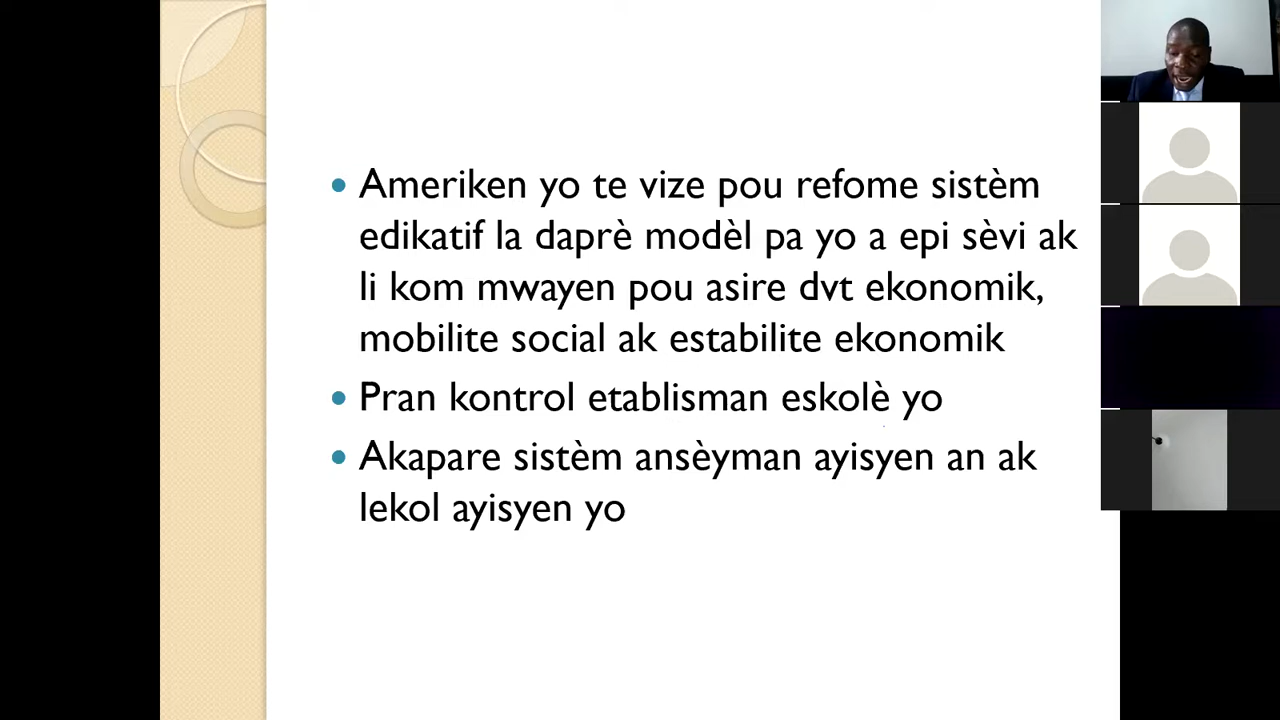 • Ameriken yo te vize pou refome sistèm
edikatif la daprè modèl pa yo a epi sèvi ak
li kom mwayen pou asire dvt ekonomik,
mobilite social ak estabilite ekonomik
• Pran kontrol etablisman eskolè yo
• Akapare sistèm ansèyman ayisyen an ak
lekol ayisyen yo